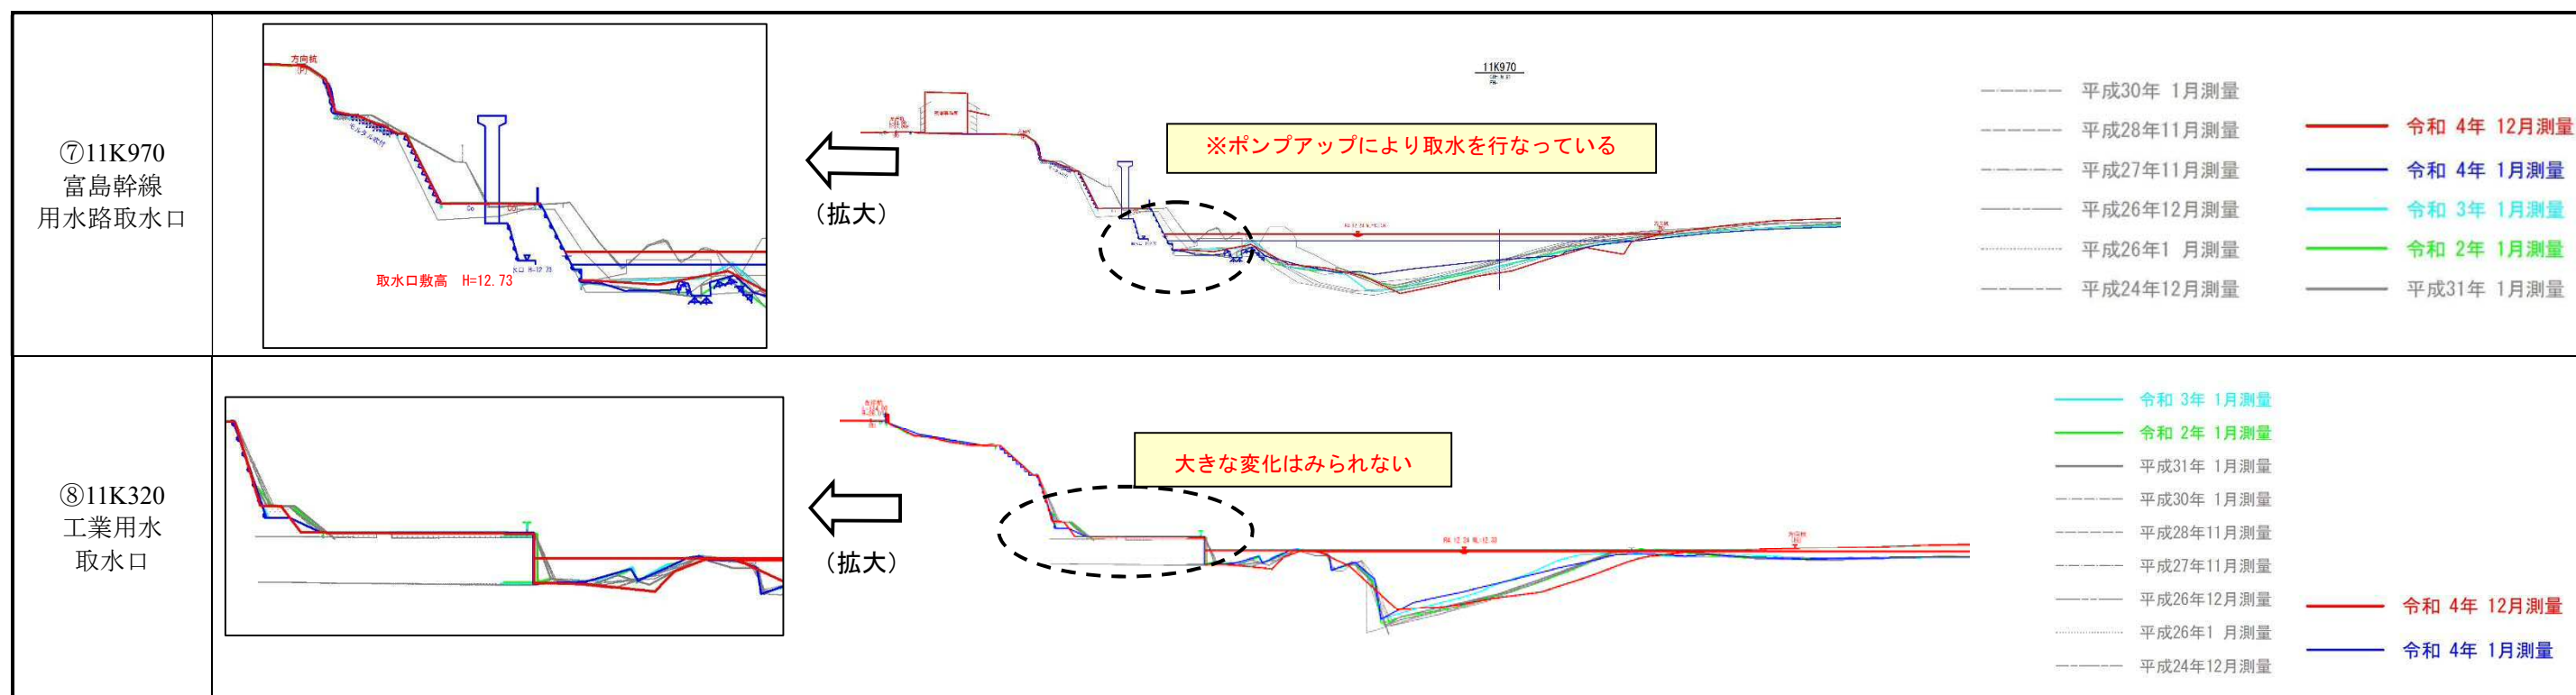 ⑦11K970
富島幹線
用水路取水口
方向杭
モルタル吹付
取水口敷高 H=12.73
(拡大)
11K970
※ポンプアップにより取水を行なっている
平成30年 1月測量
平成28年11月測量
平成27年11月測量
平成26年12月測量
平成26年1 月測量
平成24年12月測量
令和 4年 12月測量
令和 4年 1月測量
令和 3年 1月測量
令和 2年 1月測量
平成31年 1月測量
⑧11K320
工業用水
取水口
(拡大)
大きな変化はみられない
令和 3年 1月測量
令和 2年 1月測量
平成31年 1月測量
平成30年 1月測量
平成28年11月測量
平成27年11月測量
平成26年12月測量
平成26年1 月測量
平成24年12月測量
令和 4年 12月測量
令和 4年 1月測量